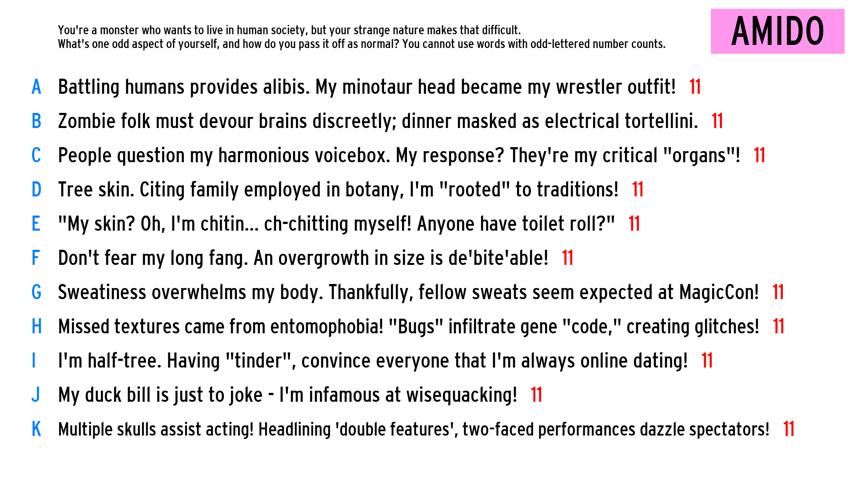 You're a monster who wants to live in human society, but your strange nature makes that difficult.
What's one odd aspect of yourself, and how do you pass it off as normal? You cannot use words with odd-lettered number counts.
AMIDO
A Battling humans provides alibis. My minotaur head became my wrestler outfit! 11
B Zombie folk must devour brains discreetly; dinner masked as electrical tortellini. 11
C People question my harmonious voicebox. My response? They're my critical "organs"! 11
D Tree skin. Citing family employed in botany, I'm "rooted" to traditions! 11
E "My skin? Oh, I'm chitin... ch-chitting myself! Anyone have toilet roll?" 11
F Don't fear my long fang. An overgrowth in size is de'bite'able! 11
G Sweatiness overwhelms my body. Thankfully, fellow sweats seem expected at MagicCon! 11
H Missed textures came from entomophobia! "Bugs" infiltrate gene "code," creating glitches! 11
I I'm half-tree. Having "tinder", convince everyone that I'm always online dating! 11
J My duck bill is just to joke - I'm infamous at wisequacking! 11
K Multiple skulls assist acting! Headlining 'double features', two-faced performances dazzle spectators! 11